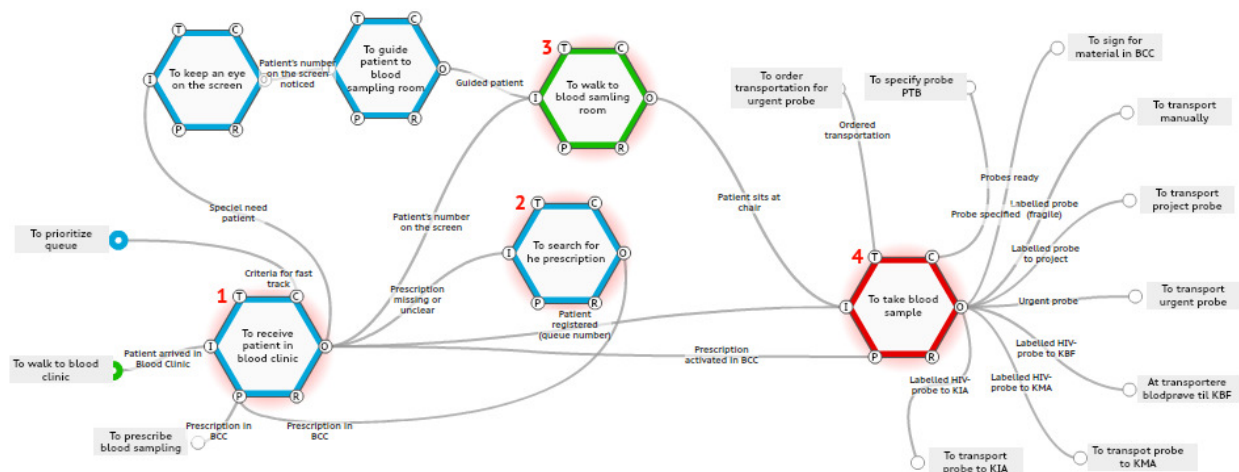 T
C
I
To keep an eye
on the screen
O
P
R
Patient's number
on the screen
noticed
T
C
To guide
patient to
blood
sampling room
O
P
R
Guided patient
3
T
C
I
To walk to
blood samling
room
O
P
R
To order
transportation for
urgent probe
Ordered
transportation
To specify probe
PTB
To sign for
material in BCC
To transport
manually
Probes ready
Labelled probe
(fragile)
Probe specified
To transport
project probe
Labelled probe
to project
Patient sits at
chair
Speciel need
patient
Patient's number
on the screen
2
T
C
I
To search for
he prescription
O
P
R
Prescription
missing or
unclear
To prioritize
queue
Criteria for fast
track
1
T
C
I
To receive
patient in
blood clinic
O
P
R
Patient arrived in
Blood Clinic
To walk to blood
clinic
Patient
registered
(queue number)
Prescription
activated in BCC
4
T
C
I
To take blood
sample
O
P
R
Urgent probe
To transport
urgent probe
Labelled HIV-
probe to KBF
At transportere
blodprøve til KBF
Labelled HIV-
probe to KIA
Labelled HIV-
probe to KMA
To prescribe
blood sampling
Prescription in
BCC
Prescription in
BCC
To transport
probe to KIA
To transpot probe
to KMA